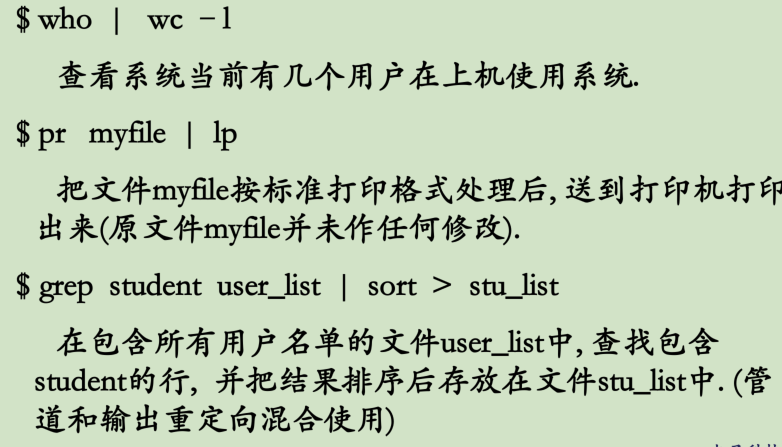 $ who | wc -l
查看系统当前有几个用户在上机使用系统.
$ pr myfile | lp
把文件myfile按标准打印格式处理后, 送到打印机打印
出来(原文件myfile并未作任何修改).
$ grep student user_list | sort > stu_list
在包含所有用户名单的文件user_list中, 查找包含
student的行, 并把结果排序后存放在文件stu_list中. (管
道和输出重定向混合使用)